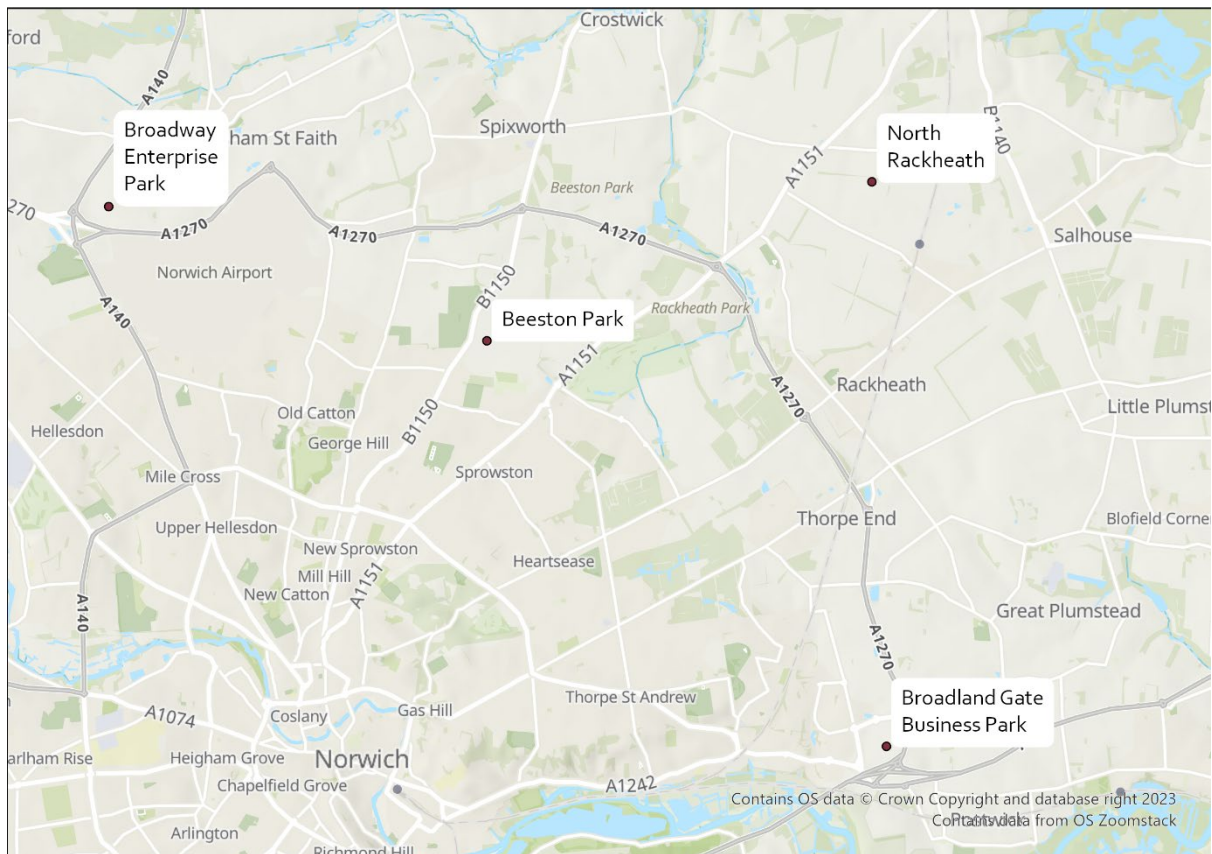 Crostwick
ford
A140
Broadway
Enterprise
Park
ham St Faith
Spixworth
North
Rackheath
B1140
A1151
Beeston Park
270
A1270
A1270
A1270
Salhouse
Norwich Airport
B1150
A140
Rackheath Park
Beeston Park
A1151
A1270
Rackheath
Old Catton
Little Plumst
Hellesdon
George Hill
B1150
Mile Cross
Sprowston
Upper Hellesdon
Thorpe End
Blofield Corner
New Sprowston
Heartsease
Mill Hill
New Catton
A1151
A140
Great Plumstead
A1270
Thorpe St Andrew
Broadland Gate
Business Park
A1074
Coslany
Gas Hill
arlham Rise
Heigham Grove
Norwich
Chapelfield Grove
A1242
Contains OS data © Crown Copyright and database right 2023
Contains data from OS Zoomstack
Postwick
Arlington
Richmond Hill